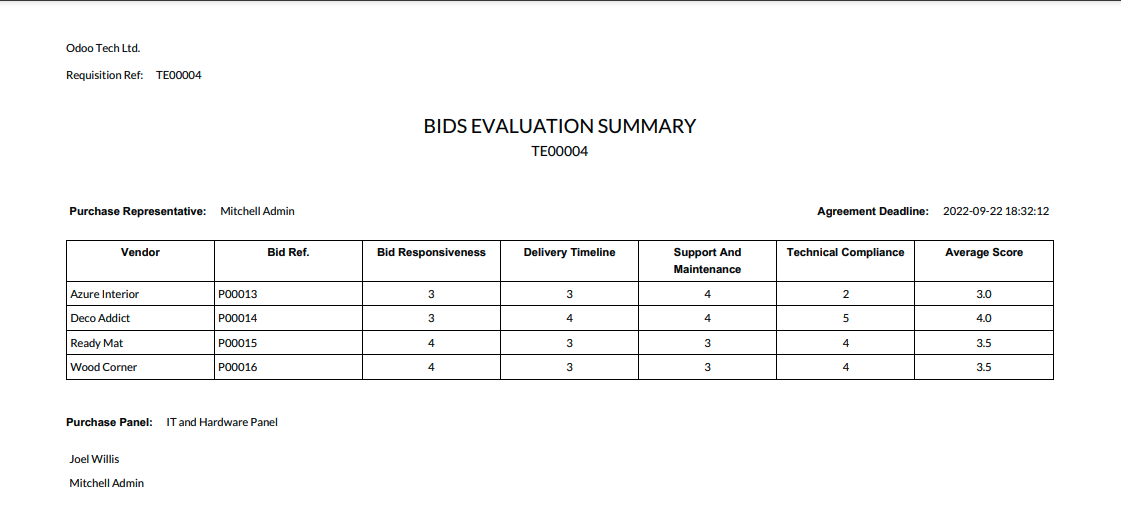 Odoo Tech Ltd.
Requisition Ref: TE00004
BIDS EVALUATION SUMMARY
TE00004
Purchase Representative: Mitchell Admin Agreement Deadline: 2022-09-22 18:32:12
Vendor Bid Ref. Bid Responsiveness Delivery Timeline Support And Maintenance Technical Compliance Average Score
Azure Interior P00013 3 3 4 2 3.0
Deco Addict P00014 3 4 4 5 4.0
Ready Mat P00015 4 3 3 4 3.5
Wood Corner P00016 4 3 3 4 3.5
Purchase Panel: IT and Hardware Panel
Joel Willis
Mitchell Admin